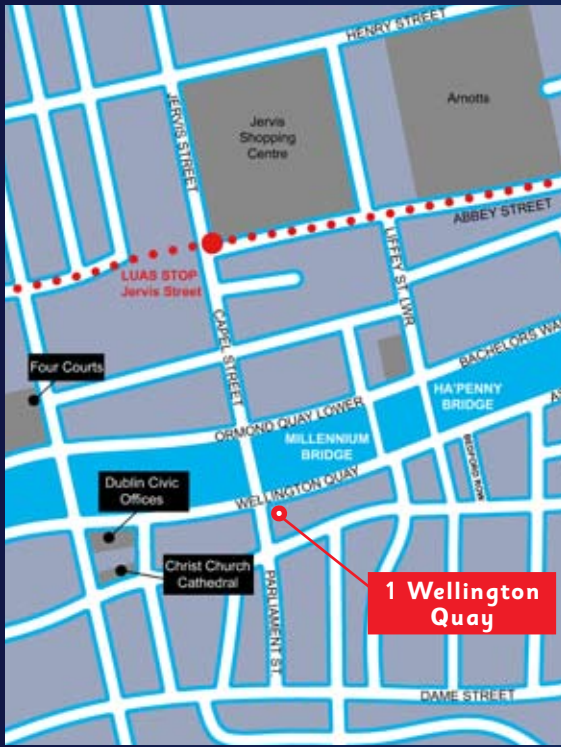 HENRY STREET
Arnotts
Jervis
Shopping
Centre
JERVIS STREET
ABBEY STREET
LUAS STOP
Jervis Street
LIFFEY ST. LWR
CAPEL STREET
Four Courts
BACHELORS WA
HA'PENNY
BRIDGE
ORMOND QUAY LOWER
MILLENNIUM
BRIDGE
A
BEDFORD ROW
Dublin Civic
Offices
WELLINGTON QUAY
Christ Church
Cathedral
PARLIAMENT ST.
1 Wellington
Quay
DAME STREET